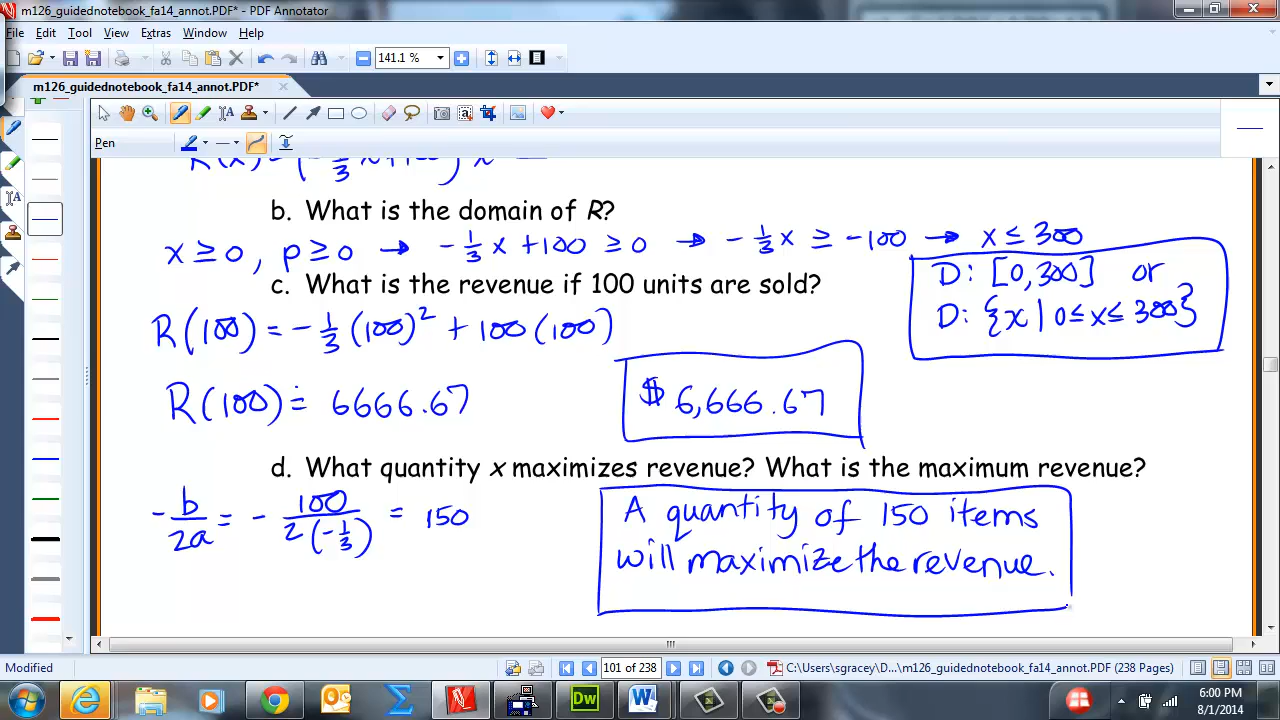 m126_guidednotebook_fa14_annot.PDF* - PDF Annotator
File Edit Tool View Extras Window Help
141.1 %
m126_guidednotebook_fa14_annot.PDF*
Pen
b. What is the domain of R?
x ≥ 0, p ≥ 0 → -1/3 x + 100 ≥ 0 → -1/3 x ≥ -100 → x ≤ 300
D: [0,300] or
D: {x | 0 ≤ x ≤ 300}
c. What is the revenue if 100 units are sold?
R(100) = -1/3 (100)² + 100(100)
R(100) ≐ 6666.67
$6,666.67
d. What quantity x maximizes revenue? What is the maximum revenue?
-b/2a = - 100/2(-1/3) = 150
A quantity of 150 items
will maximize the revenue.
Modified
101 of 238
C:\Users\sgracey\D...\m126_guidednotebook_fa14_annot.PDF (238 Pages)
Dw
6:00 PM
8/1/2014